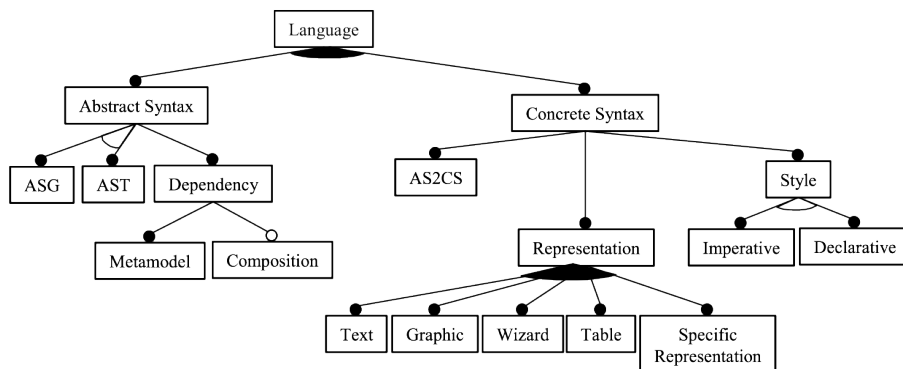 Language
Abstract Syntax
Concrete Syntax
ASG
AST
Dependency
AS2CS
Style
Metamodel
Composition
Representation
Imperative
Declarative
Text
Graphic
Wizard
Table
Specific
Representation